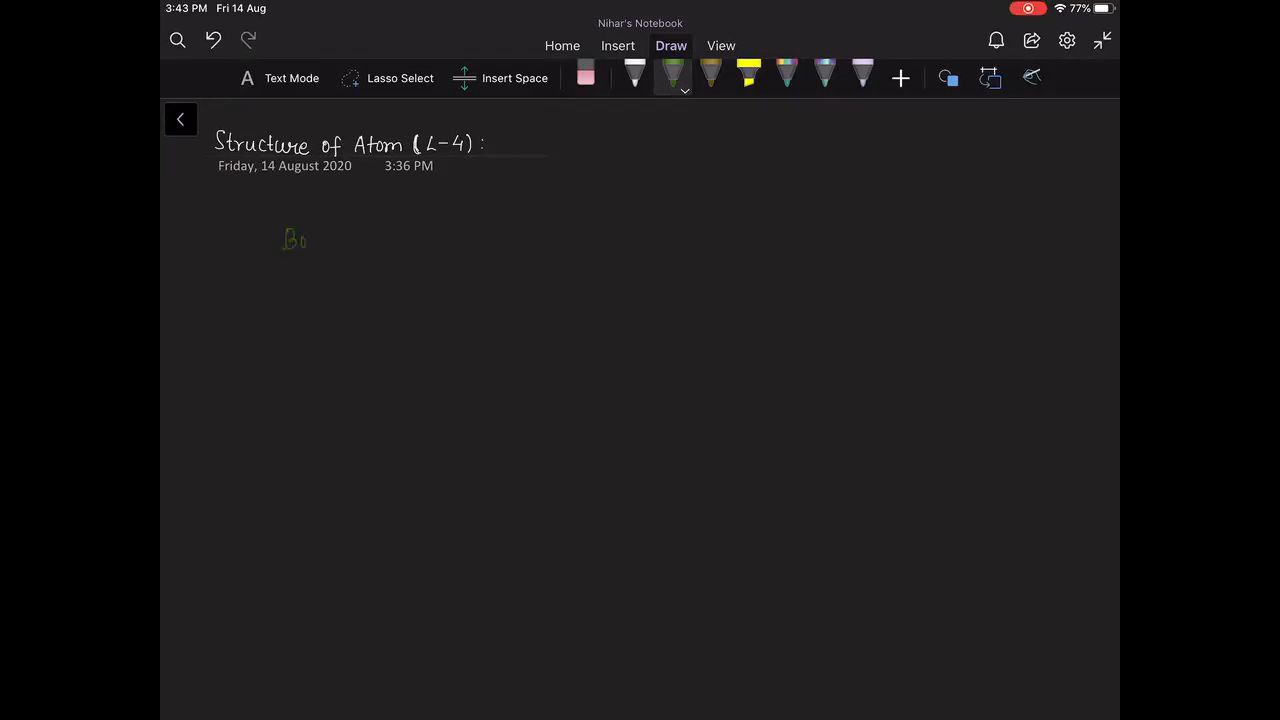 3:43 PM Fri 14 Aug 77%
Nihar's Notebook
Home Insert Draw View
A Text Mode Lasso Select Insert Space
Structure of Atom (L-4) :
Friday, 14 August 2020 3:36 PM
Bo